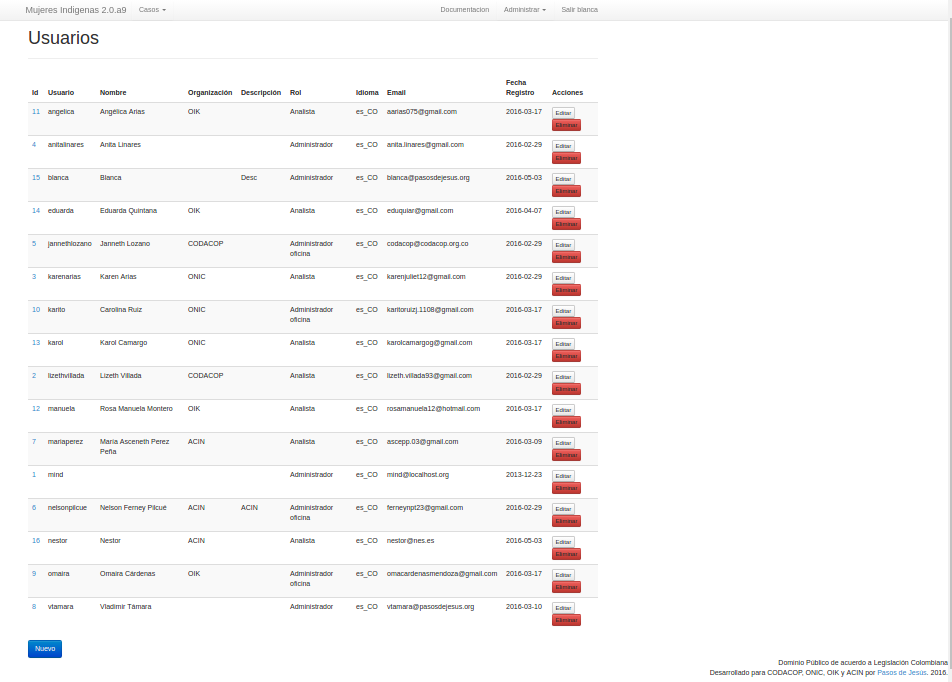 Mujeres Indigenas 2.0.a9 Casos Documentacion Administrar Salir blanca
Usuarios
Id Usuario Nombre Organización Descripción Rol Idioma Email Fecha Registro Acciones
11 angelica Angélica Arias OIK Analista es_CO aarias075@gmail.com 2016-03-17 Editar
Eliminar
4 anitalinares Anita Linares Administrador es_CO anita.linares@gmail.com 2016-02-29 Editar
Eliminar
15 blanca Blanca Desc Administrador es_CO blanca@pasosdejesus.org 2016-05-03 Editar
Eliminar
14 eduarda Eduarda Quintana OIK Analista es_CO eduquiar@gmail.com 2016-04-07 Editar
Eliminar
5 jannethlozano Janneth Lozano CODACOP Administrador es_CO codacop@codacop.org.co 2016-02-29 Editar
oficina Eliminar
3 karenarias Karen Arias ONIC Analista es_CO karenjuliet12@gmail.com 2016-02-29 Editar
Eliminar
10 karito Carolina Ruiz ONIC Administrador es_CO karitoruizj.1108@gmail.com 2016-03-17 Editar
oficina Eliminar
13 karol Karol Camargo ONIC Analista es_CO karolcamargog@gmail.com 2016-03-17 Editar
Eliminar
2 lizethvillada Lizeth Villada CODACOP Analista es_CO lizeth.villada93@gmail.com 2016-02-29 Editar
Eliminar
12 manuela Rosa Manuela Montero OIK Analista es_CO rosamanuela12@hotmail.com 2016-03-17 Editar
Eliminar
7 mariaperez María Asceneth Perez ACIN Analista es_CO ascepp.03@gmail.com 2016-03-09 Editar
Peña Eliminar
1 mind Administrador es_CO mind@localhost.org 2013-12-23 Editar
Eliminar
6 nelsonpilcue Nelson Ferney Pilcué ACIN ACIN Administrador es_CO ferneynpt23@gmail.com 2016-02-29 Editar
oficina Eliminar
16 nestor Nestor ACIN Analista es_CO nestor@nes.es 2016-05-03 Editar
Eliminar
9 omaira Omaira Cárdenas OIK Administrador es_CO omacardenasmendoza@gmail.com 2016-03-17 Editar
oficina Eliminar
8 vtamara Vladimir Támara Administrador es_CO vtamara@pasosdejesus.org 2016-03-10 Editar
Eliminar
Nuevo
Dominio Público de acuerdo a Legislación Colombiana
Desarrollado para CODACOP, ONIC, OIK y ACIN por Pasos de Jesús. 2016.